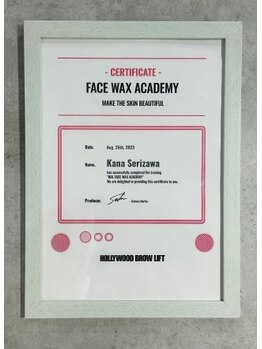 - CERTIFICATE -
FACE WAX ACADEMY
MAKE THE SKIN BEAUTIFUL
Date. Aug. 25th. 2023
Name. Kana Serizawa
has successfully completed the training
We are delighted in providing this certificate to you.
Producer.
HOLLYWOOD BROW LIFT